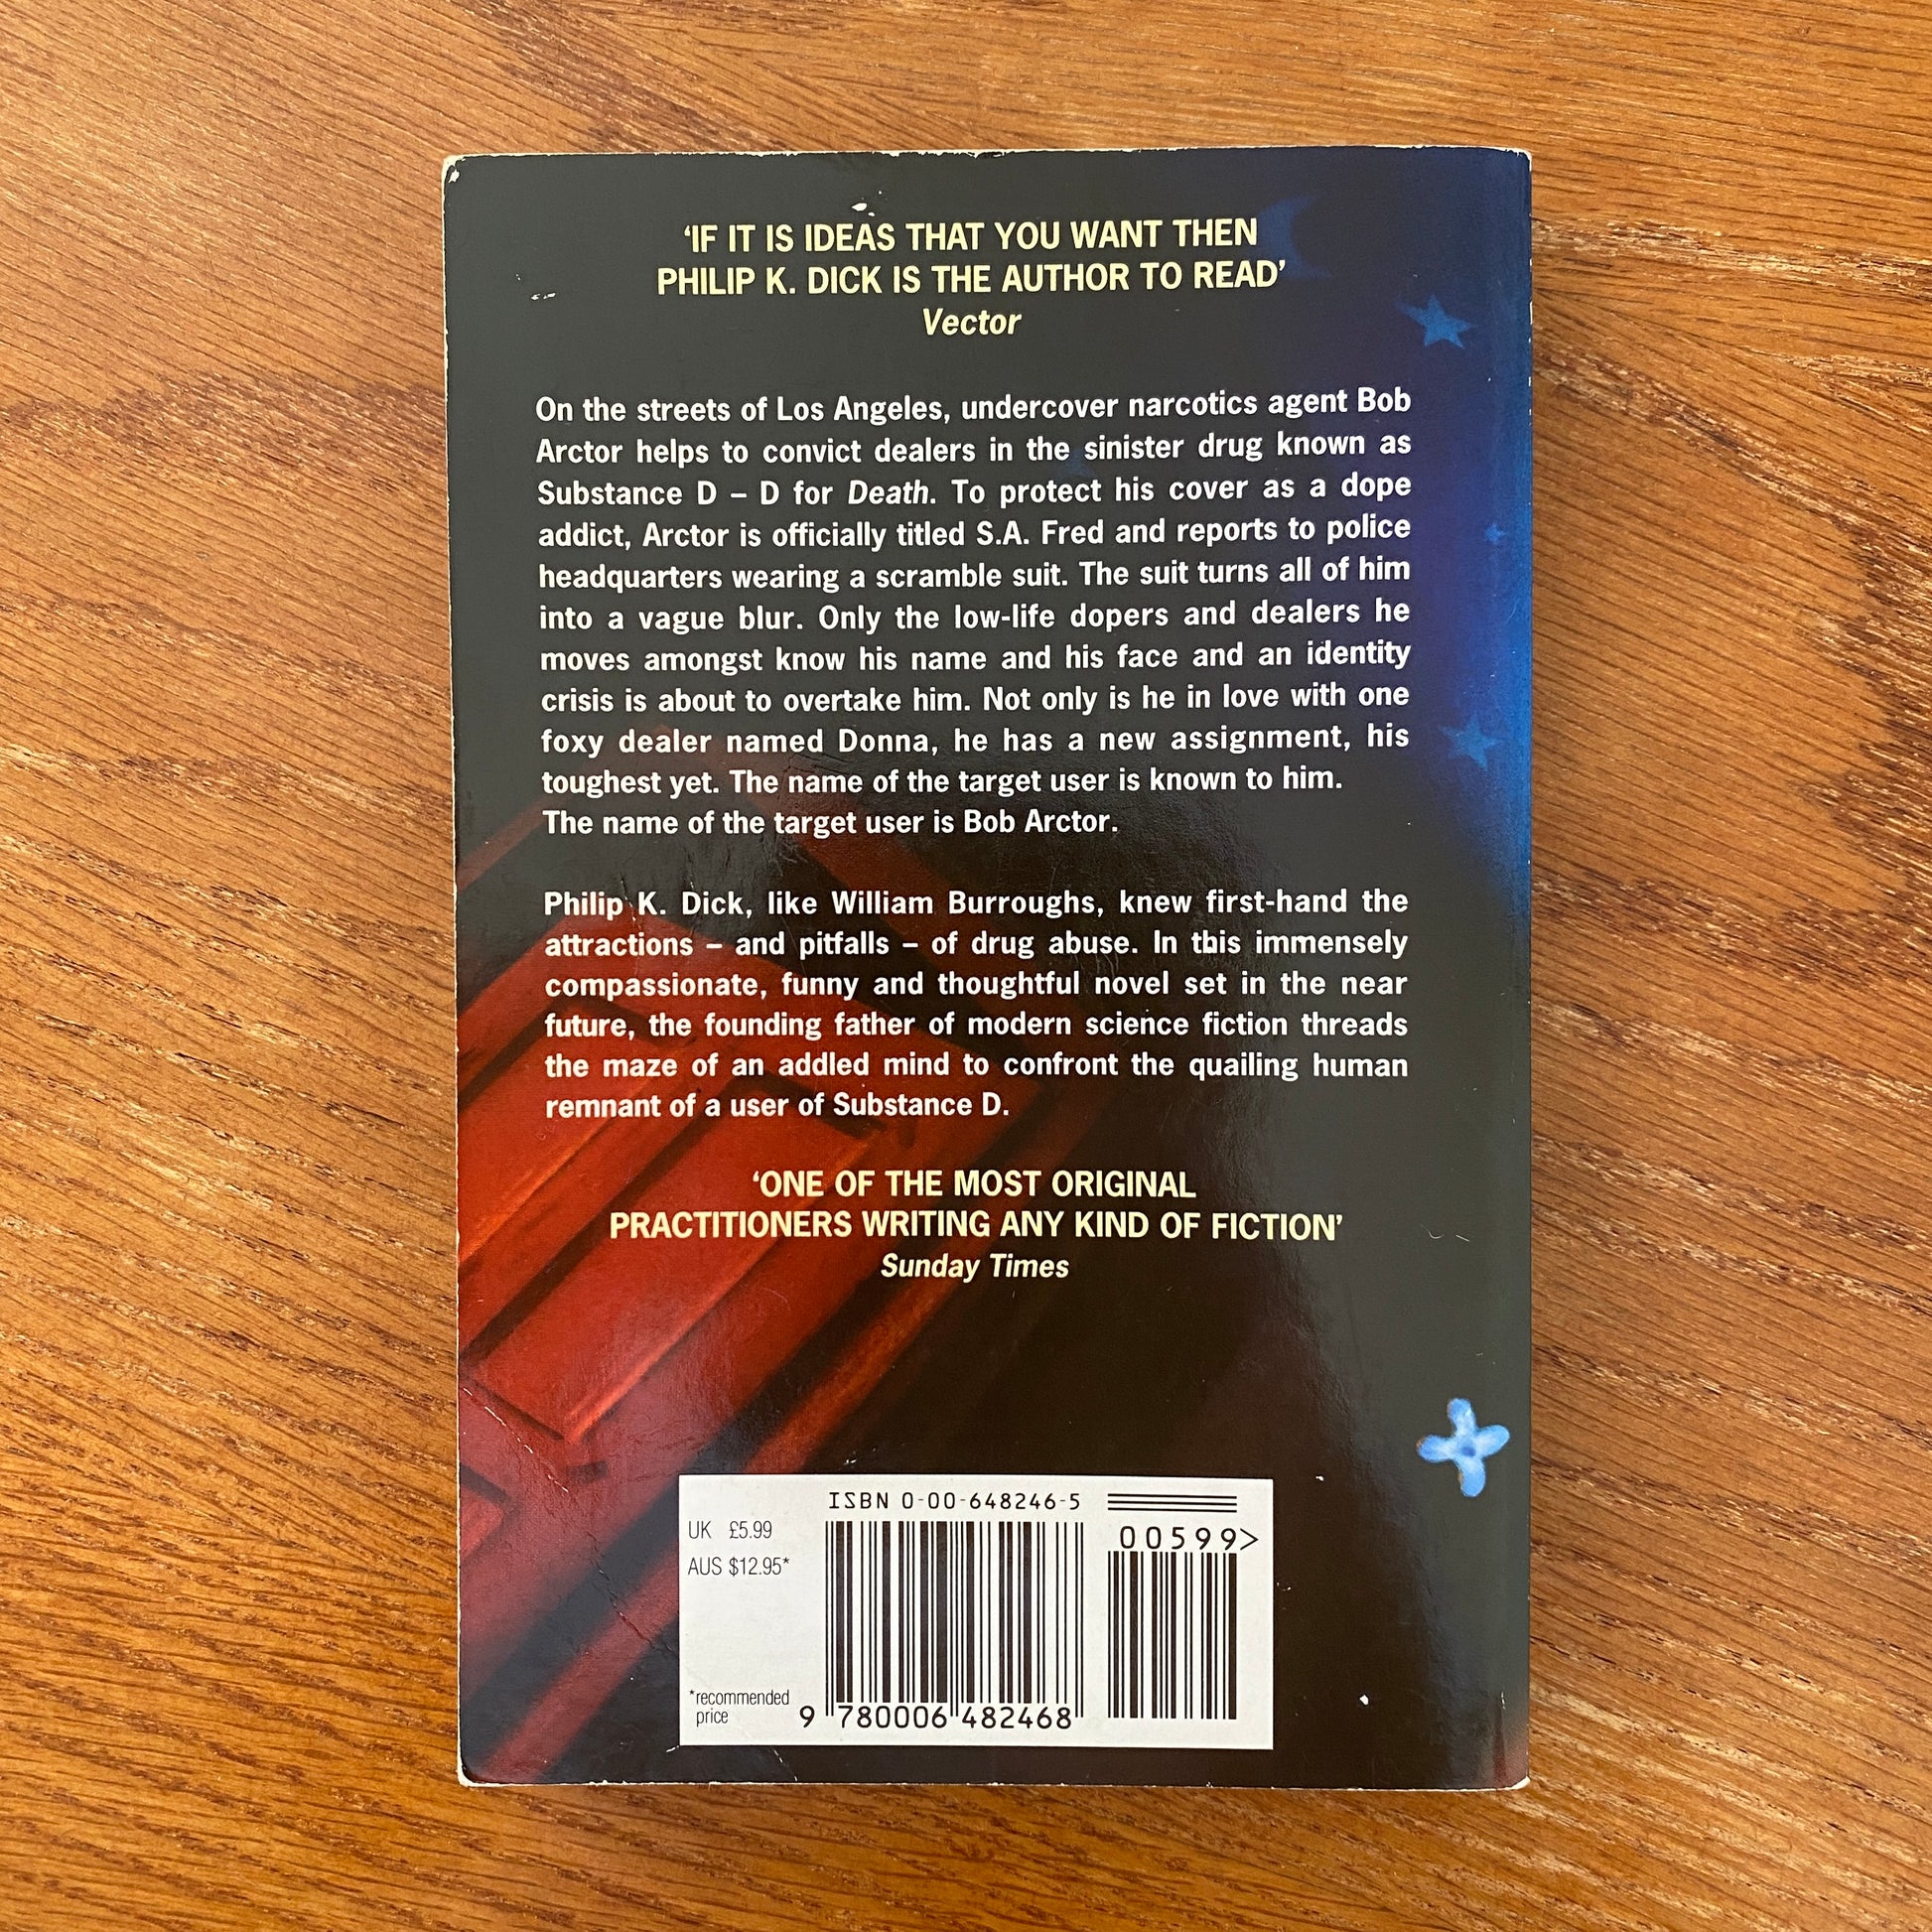 ‘IF IT IS IDEAS THAT YOU WANT THEN
PHILIP K. DICK IS THE AUTHOR TO READ’
Vector
On the streets of Los Angeles, undercover narcotics agent Bob
Arctor helps to convict dealers in the sinister drug known as
Substance D – D for Death. To protect his cover as a dope
addict, Arctor is officially titled S.A. Fred and reports to police
headquarters wearing a scramble suit. The suit turns all of him
into a vague blur. Only the low-life dopers and dealers he
moves amongst know his name and his face and an identity
crisis is about to overtake him. Not only is he in love with one
foxy dealer named Donna, he has a new assignment, his
toughest yet. The name of the target user is known to him.
The name of the target user is Bob Arctor.
Philip K. Dick, like William Burroughs, knew first-hand the
attractions – and pitfalls – of drug abuse. In this immensely
compassionate, funny and thoughtful novel set in the near
future, the founding father of modern science fiction threads
the maze of an addled mind to confront the quailing human
remnant of a user of Substance D.
‘ONE OF THE MOST ORIGINAL
PRACTITIONERS WRITING ANY KIND OF FICTION’
Sunday Times
ISBN 0-00-648246-5
UK £5.99
AUS $12.95*
00599>
*recommended
price
9 780006 482468